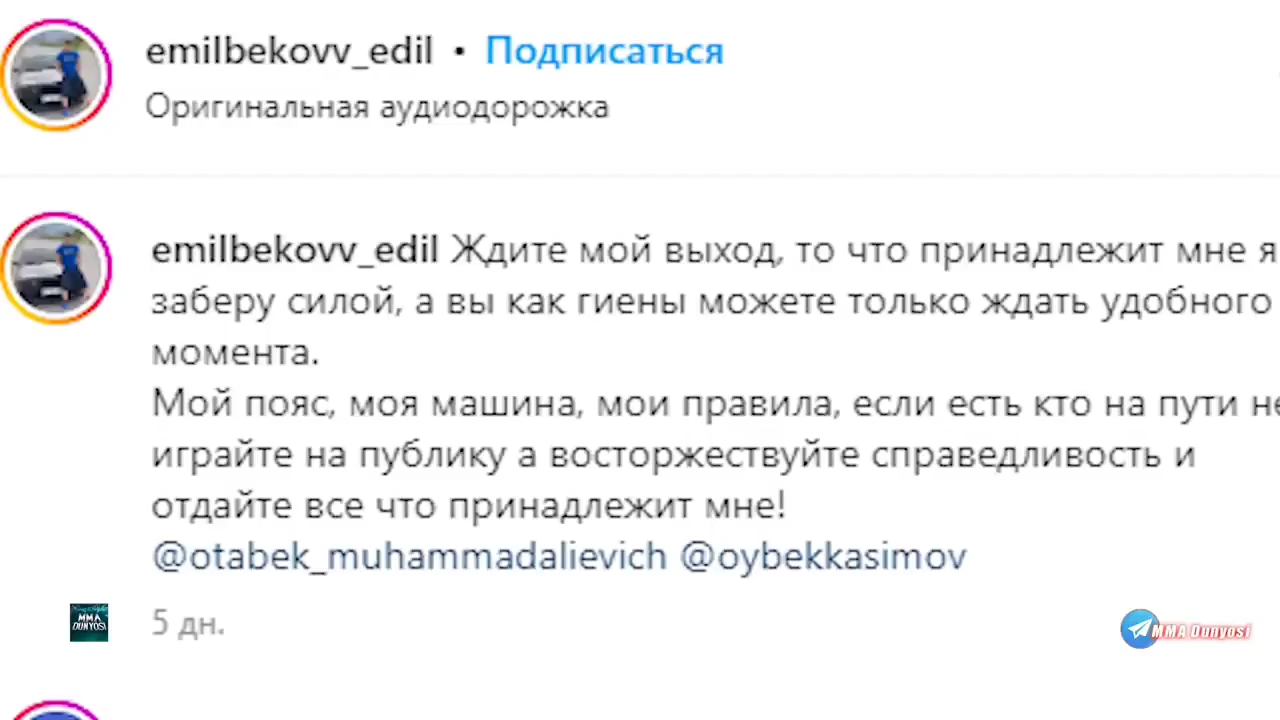 emilbekovv_edil • Подписаться
Оригинальная аудиодорожка
emilbekovv_edil Ждите мой выход, то что принадлежит мне я
заберу силой, а вы как гиены можете только ждать удобного
момента.
Мой пояс, моя машина, мои правила, если есть кто на пути не
играйте на публику а восторжествуйте справедливость и
отдайте все что принадлежит мне!
@otabek_muhammadalievich @oybekkasimov
MMA DUNYOSI
5 дн.
MMA Dunyosi